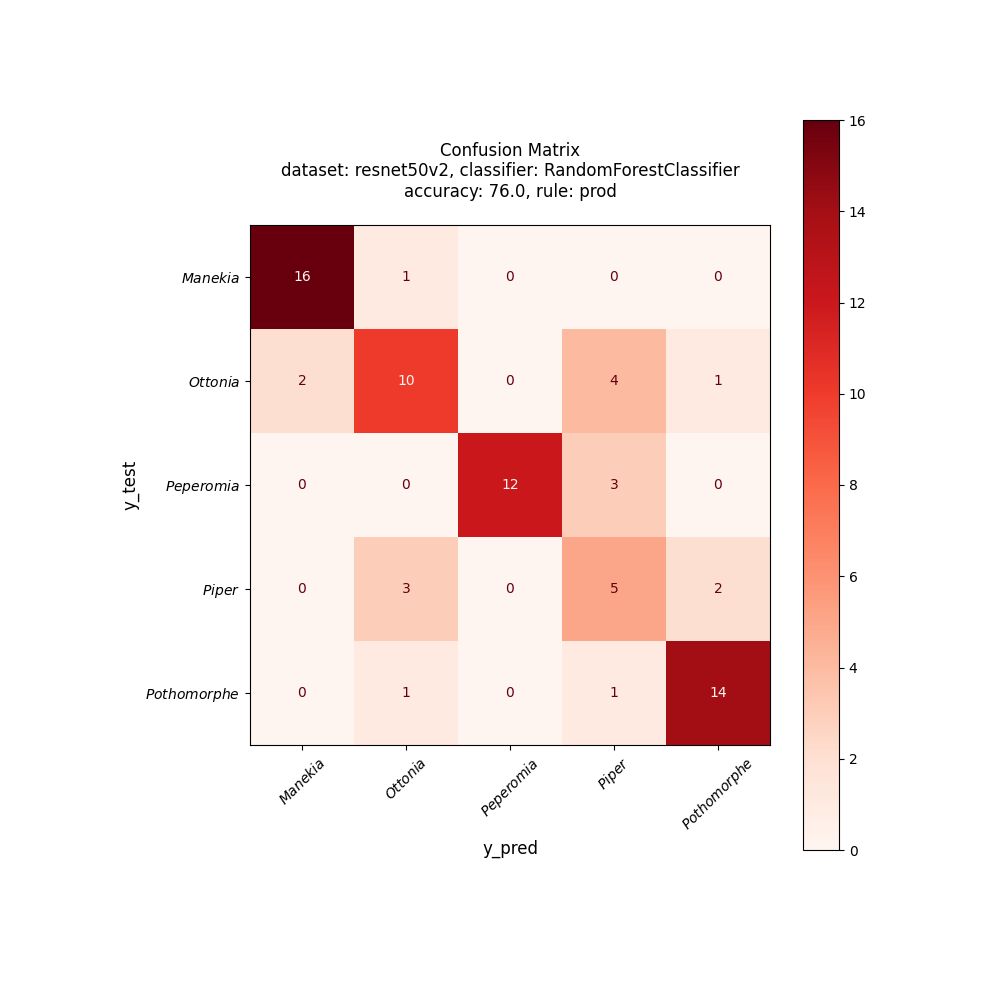 Confusion Matrix
dataset: resnet50v2, classifier: RandomForestClassifier
accuracy: 76.0, rule: prod
16
14
12
10
8
6
4
2
0
y_test
Manekia 16 1 0 0 0
Ottonia 2 10 0 4 1
Peperomia 0 0 12 3 0
Piper 0 3 0 5 2
Pothomorphe 0 1 0 1 14
Manekia Ottonia Peperomia Piper Pothomorphe
y_pred